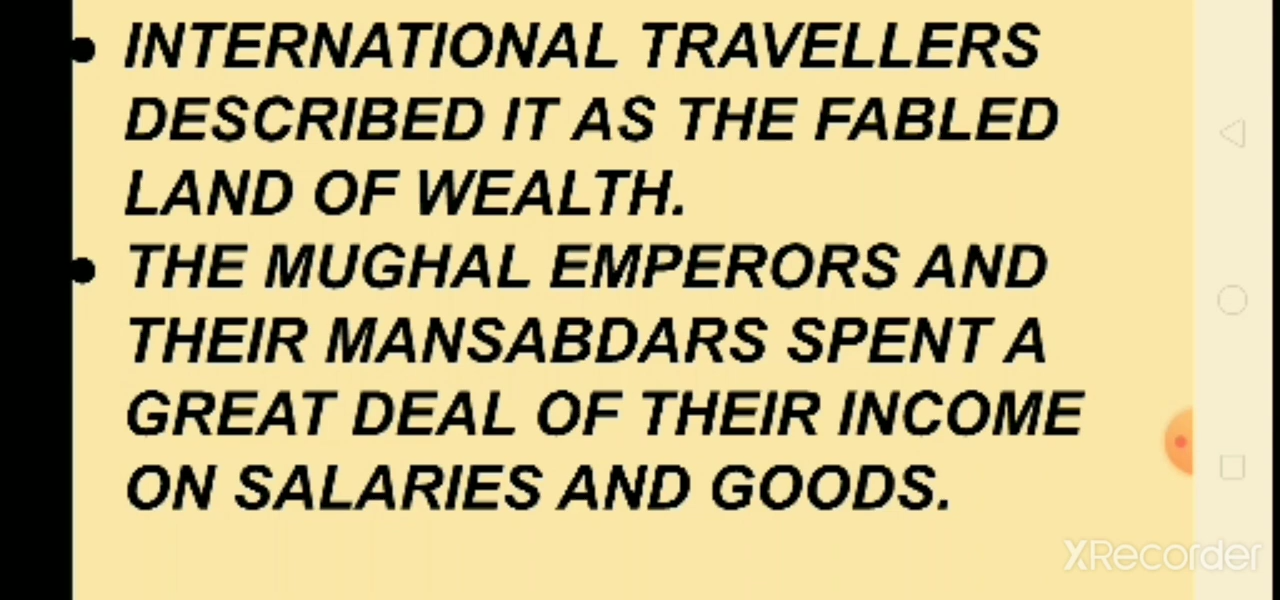 • INTERNATIONAL TRAVELLERS
DESCRIBED IT AS THE FABLED
LAND OF WEALTH.
• THE MUGHAL EMPERORS AND
THEIR MANSABDARS SPENT A
GREAT DEAL OF THEIR INCOME
ON SALARIES AND GOODS.
XRecorder